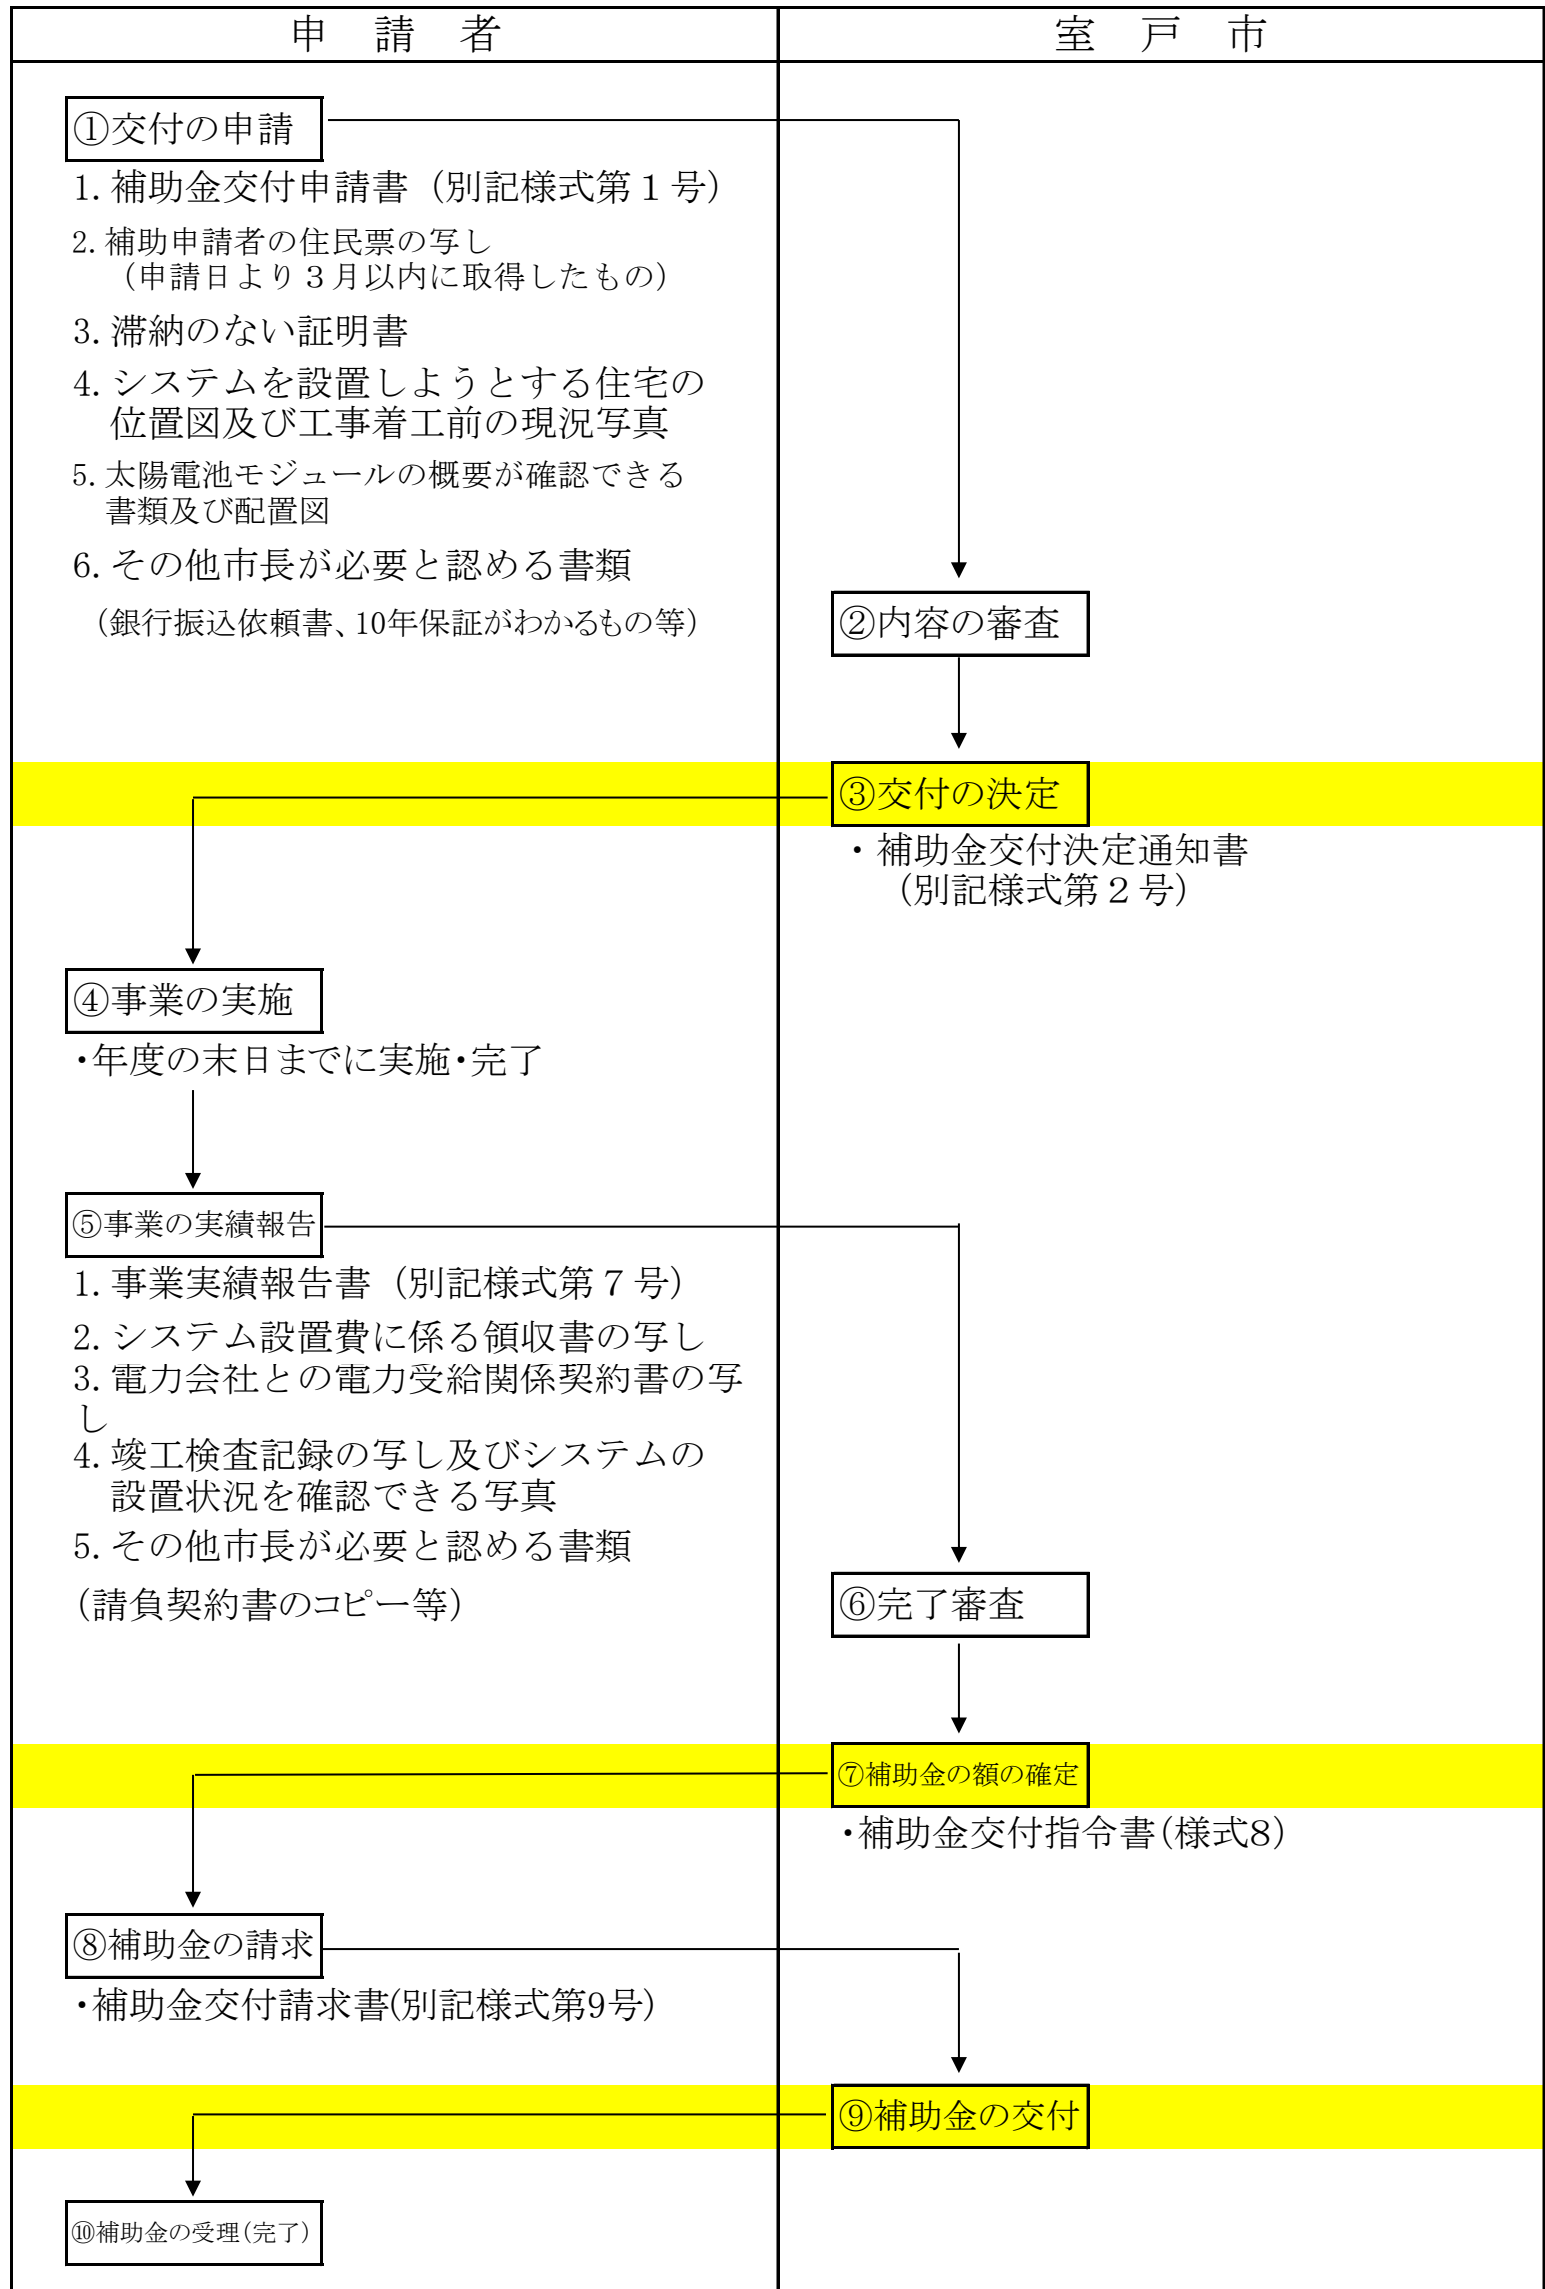 申　請　者
室　戸　市
①交付の申請
1. 補助金交付申請書（別記様式第１号）
2. 補助申請者の住民票の写し
（申請日より３月以内に取得したもの）
3. 滞納のない証明書
4. システムを設置しようとする住宅の
位置図及び工事着工前の現況写真
5. 太陽電池モジュールの概要が確認できる
書類及び配置図
6. その他市長が必要と認める書類
（銀行振込依頼書、10年保証がわかるもの等）
②内容の審査
③交付の決定
・補助金交付決定通知書
（別記様式第２号）
④事業の実施
・年度の末日までに実施・完了
⑤事業の実績報告
1. 事業実績報告書（別記様式第７号）
2. システム設置費に係る領収書の写し
3. 電力会社との電力受給関係契約書の写
し
4. 竣工検査記録の写し及びシステムの
設置状況を確認できる写真
5. その他市長が必要と認める書類
（請負契約書のコピー等）
⑥完了審査
⑦補助金の額の確定
・補助金交付指令書（様式8）
⑧補助金の請求
・補助金交付請求書(別記様式第9号）
⑨補助金の交付
⑩補助金の受理（完了）